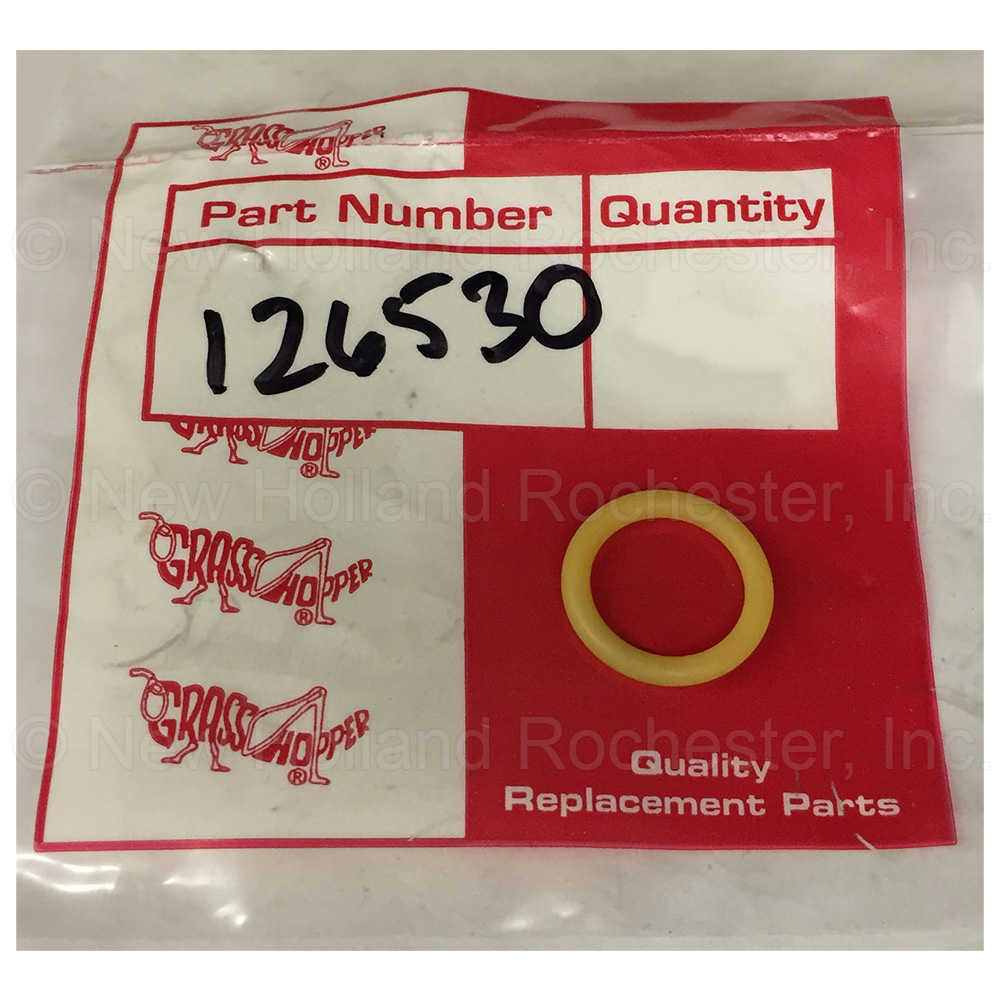 GRASSHOPPER®
Part Number Quantity
© New Holland Rochester, Inc.
126530
GRASSHOPPER®
© New Holland Rochester, Inc.
GRASSHOPPER®
GRASSHOPPER®
© New Holland Rochester, Inc.
Quality
Replacement Parts